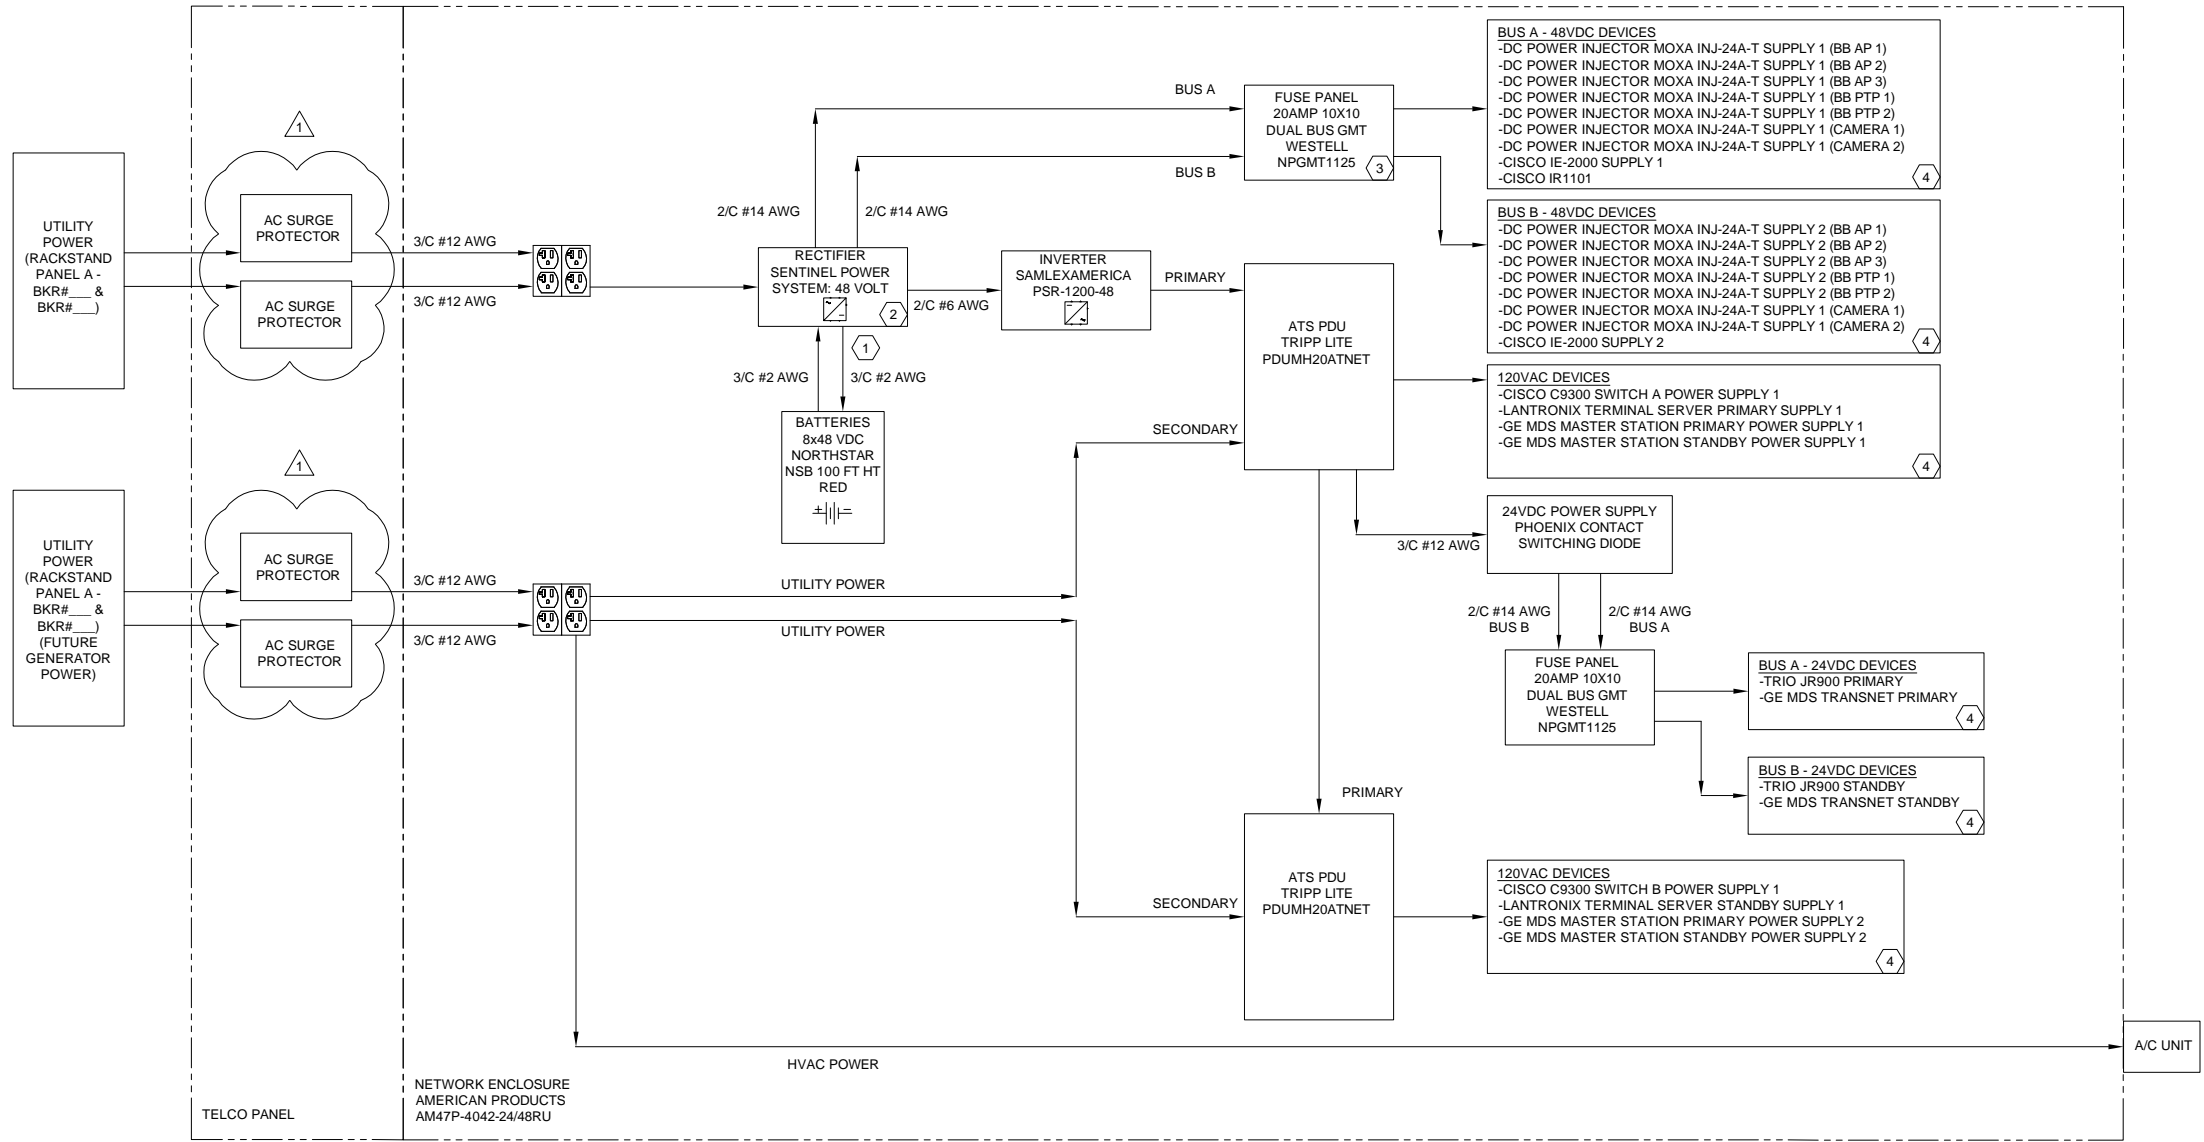 UTILITY
POWER
(RACKSTAND
PANEL A -
BKR#___ &
BKR#___)
1
AC SURGE
PROTECTOR
AC SURGE
PROTECTOR
3/C #12 AWG
3/C #12 AWG
2/C #14 AWG
2/C #14 AWG
RECTIFIER
SENTINEL POWER
SYSTEM: 48 VOLT
2
2/C #6 AWG
INVERTER
SAMLEXAMERICA
PSR-1200-48
PRIMARY
1
3/C #2 AWG
3/C #2 AWG
BATTERIES
8x48 VDC
NORTHSTAR
NSB 100 FT HT
RED
BUS A
BUS B
FUSE PANEL
20AMP 10X10
DUAL BUS GMT
WESTELL
NPGMT1125
3
BUS A - 48VDC DEVICES
-DC POWER INJECTOR MOXA INJ-24A-T SUPPLY 1 (BB AP 1)
-DC POWER INJECTOR MOXA INJ-24A-T SUPPLY 1 (BB AP 2)
-DC POWER INJECTOR MOXA INJ-24A-T SUPPLY 1 (BB AP 3)
-DC POWER INJECTOR MOXA INJ-24A-T SUPPLY 1 (BB PTP 1)
-DC POWER INJECTOR MOXA INJ-24A-T SUPPLY 1 (BB PTP 2)
-DC POWER INJECTOR MOXA INJ-24A-T SUPPLY 1 (CAMERA 1)
-DC POWER INJECTOR MOXA INJ-24A-T SUPPLY 1 (CAMERA 2)
-CISCO IE-2000 SUPPLY 1
-CISCO IR1101
4
BUS B - 48VDC DEVICES
-DC POWER INJECTOR MOXA INJ-24A-T SUPPLY 2 (BB AP 1)
-DC POWER INJECTOR MOXA INJ-24A-T SUPPLY 2 (BB AP 2)
-DC POWER INJECTOR MOXA INJ-24A-T SUPPLY 2 (BB AP 3)
-DC POWER INJECTOR MOXA INJ-24A-T SUPPLY 2 (BB PTP 1)
-DC POWER INJECTOR MOXA INJ-24A-T SUPPLY 2 (BB PTP 2)
-DC POWER INJECTOR MOXA INJ-24A-T SUPPLY 1 (CAMERA 1)
-DC POWER INJECTOR MOXA INJ-24A-T SUPPLY 1 (CAMERA 2)
-CISCO IE-2000 SUPPLY 2
4
ATS PDU
TRIPP LITE
PDUMH20ATNET
SECONDARY
120VAC DEVICES
-CISCO C9300 SWITCH A POWER SUPPLY 1
-LANTRONIX TERMINAL SERVER PRIMARY SUPPLY 1
-GE MDS MASTER STATION PRIMARY POWER SUPPLY 1
-GE MDS MASTER STATION STANDBY POWER SUPPLY 1
4
3/C #12 AWG
24VDC POWER SUPPLY
PHOENIX CONTACT
SWITCHING DIODE
2/C #14 AWG
BUS B
2/C #14 AWG
BUS A
FUSE PANEL
20AMP 10X10
DUAL BUS GMT
WESTELL
NPGMT1125
BUS A - 24VDC DEVICES
-TRIO JR900 PRIMARY
-GE MDS TRANSNET PRIMARY
4
BUS B - 24VDC DEVICES
-TRIO JR900 STANDBY
-GE MDS TRANSNET STANDBY
4
UTILITY
POWER
(RACKSTAND
PANEL A -
BKR#___ &
BKR#___)
(FUTURE
GENERATOR
POWER)
1
AC SURGE
PROTECTOR
AC SURGE
PROTECTOR
3/C #12 AWG
3/C #12 AWG
UTILITY POWER
UTILITY POWER
PRIMARY
SECONDARY
ATS PDU
TRIPP LITE
PDUMH20ATNET
120VAC DEVICES
-CISCO C9300 SWITCH B POWER SUPPLY 1
-LANTRONIX TERMINAL SERVER STANDBY SUPPLY 1
-GE MDS MASTER STATION PRIMARY POWER SUPPLY 2
-GE MDS MASTER STATION STANDBY POWER SUPPLY 2
4
HVAC POWER
A/C UNIT
TELCO PANEL
NETWORK ENCLOSURE
AMERICAN PRODUCTS
AM47P-4042-24/48RU